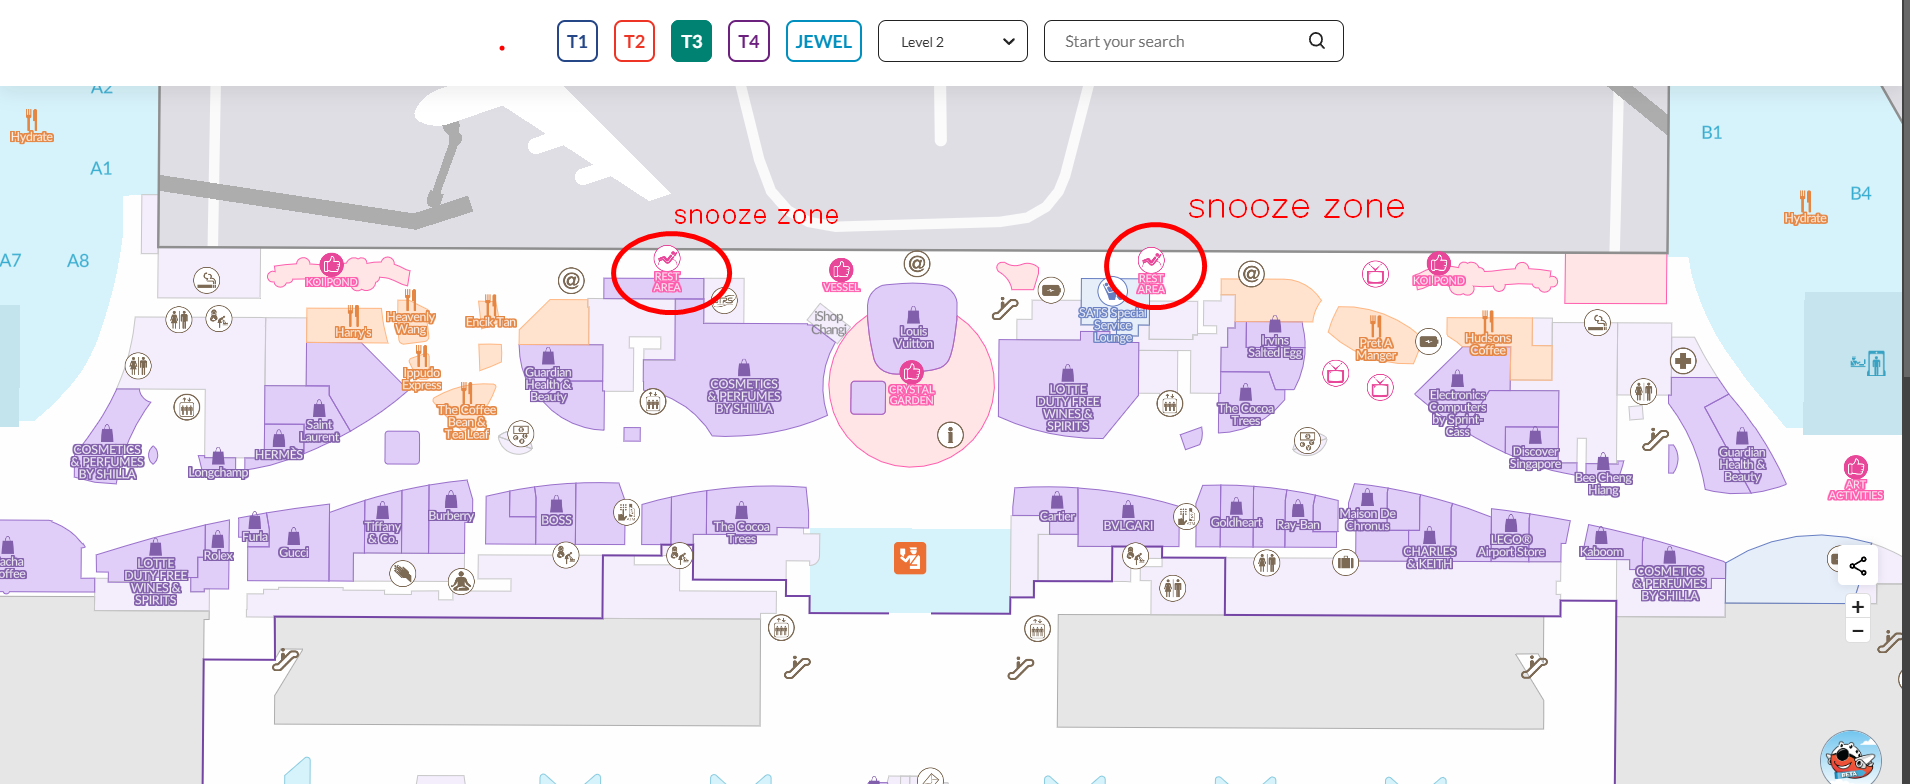 T1
T2
T3
T4
JEWEL
Level 2
Start your search
A2
Hydrate
A1
A7
A8
B1
B4
Hydrate
snooze zone
snooze zone
REST
AREA
REST
AREA
KOI POND
VESSEL
KOI POND
Harry's
Heavenly
Wang
Encik Tan
Ippudo
Express
The Coffee
Bean &
Tea Leaf
Guardian
Health &
Beauty
COSMETICS
& PERFUMES
BY SHILLA
iShop
Changi
Louis
Vuitton
CRYSTAL
GARDEN
SATS Special
Service
Lounge
LOTTE
DUTY FREE
WINES &
SPIRITS
Irvins
Salted Egg
The Cocoa
Trees
Pret A
Manger
Hudsons
Coffee
Electronics
Computers
by Sprint-
Cass
Discover
Singapore
Bee Cheng
Hiang
Guardian
Health &
Beauty
ART
ACTIVITIES
COSMETICS
& PERFUMES
BY SHILLA
Longchamp
HERMÈS
Saint
Laurent
acha
offee
LOTTE
DUTY FREE
WINES &
SPIRITS
Rolex
Furla
Gucci
Tiffany
& Co.
Burberry
BOSS
The Cocoa
Trees
Cartier
BVLGARI
Goldheart
Ray-Ban
Maison De
Chronus
CHARLES
& KEITH
LEGO®
Airport Store
Kaboom
COSMETICS
& PERFUMES
BY SHILLA
+
−
BETA